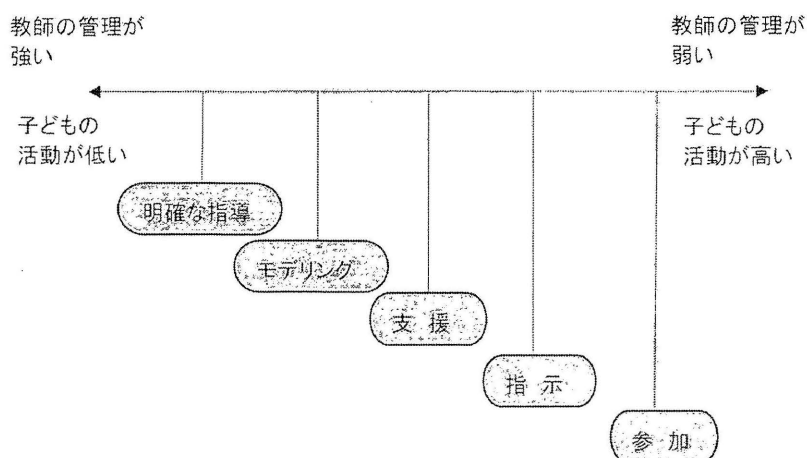 教師の管理が
強い
教師の管理が
弱い
子どもの
活動が低い
子どもの
活動が高い
明確な指導
モデリング
支 援
指 示
参 加